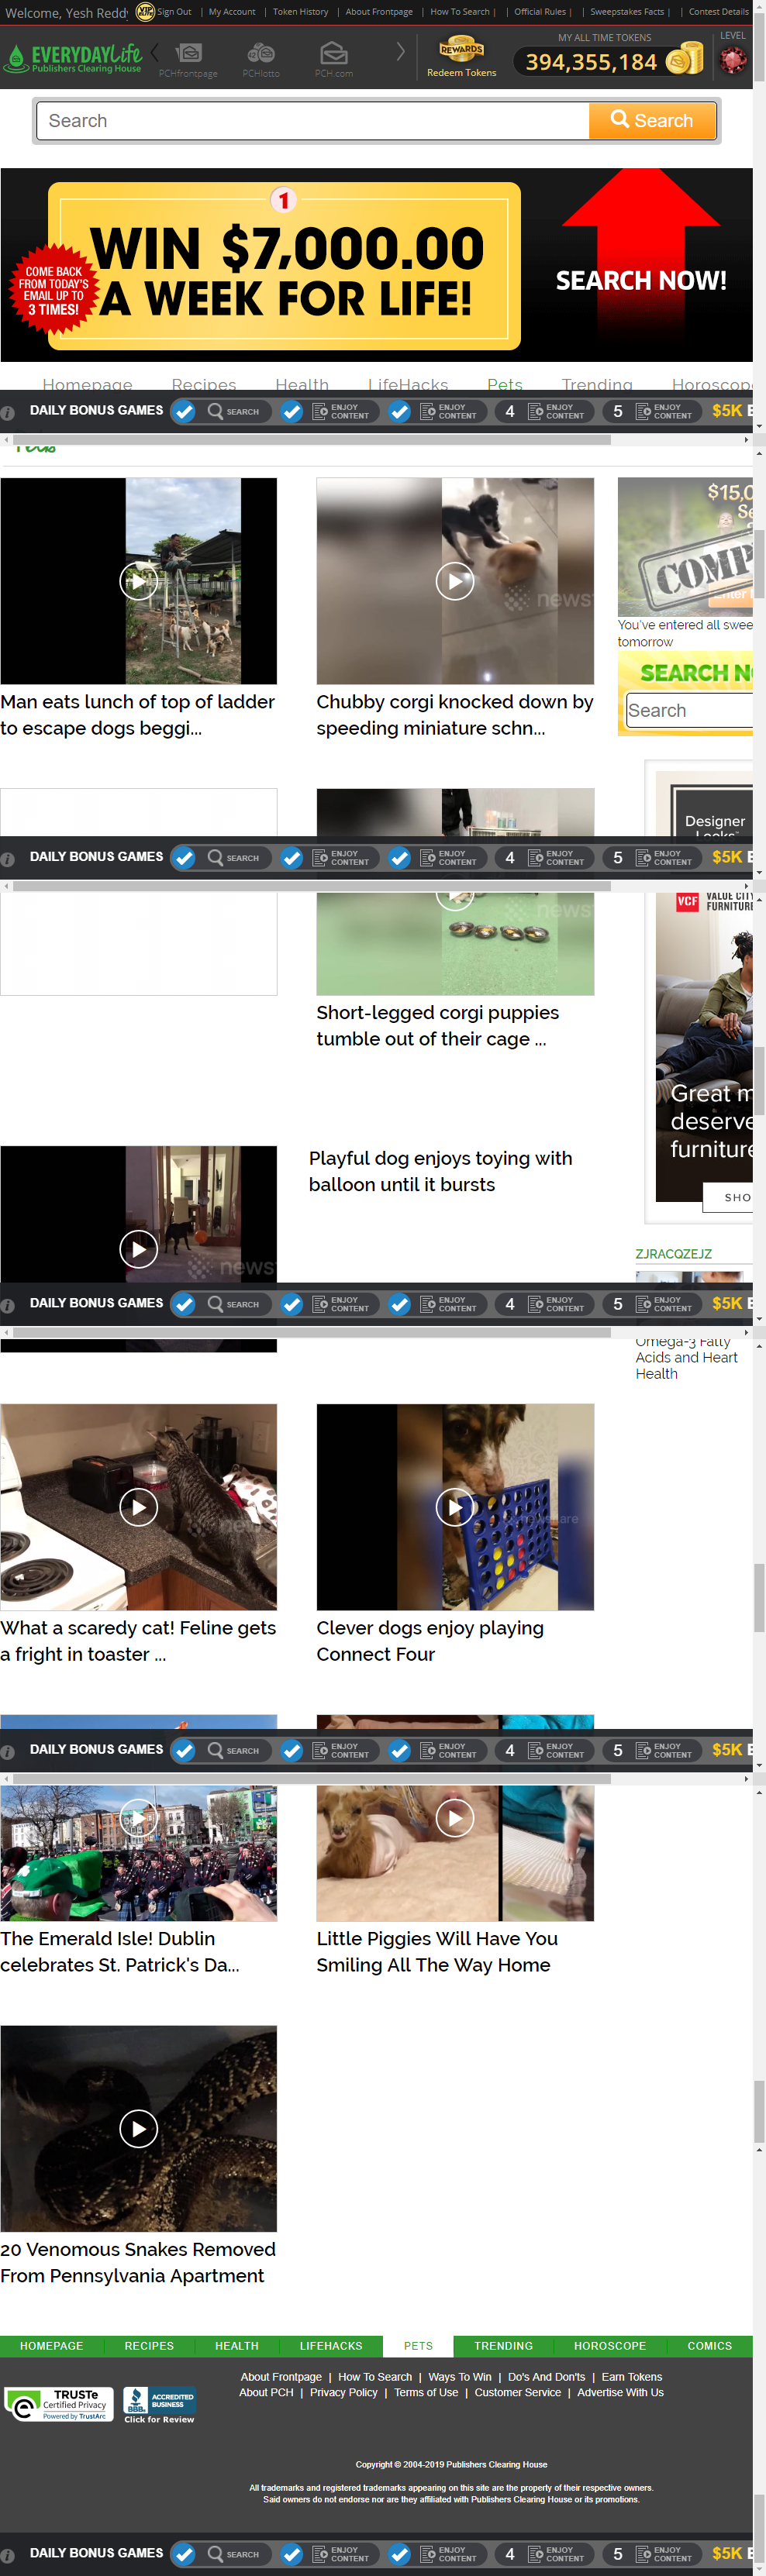 Welcome, Yesh Reddy
VIP
Sign Out | My Account | Token History | About Frontpage | How To Search | Official Rules | Sweepstakes Facts | Contest Details
EVERYDAY Life
Publishers Clearing House
PCHfrontpage
PCHlotto
PCH.com
REWARDS
Redeem Tokens
MY ALL TIME TOKENS
394,355,184
LEVEL
Search
Search
1
WIN $7,000.00
A WEEK FOR LIFE!
COME BACK
FROM TODAY'S
EMAIL UP TO
3 TIMES!
SEARCH NOW!
Homepage Recipes Health LifeHacks Pets Trending Horoscope
DAILY BONUS GAMES SEARCH ENJOY CONTENT ENJOY CONTENT 4 ENJOY CONTENT 5 ENJOY CONTENT $5K
Pets
Man eats lunch of top of ladder
to escape dogs beggi...
Chubby corgi knocked down by
speeding miniature schn...
$15,0
COMP
Enter
You've entered all swee
tomorrow
SEARCH N
Search
Designer
Looks
DAILY BONUS GAMES SEARCH ENJOY CONTENT ENJOY CONTENT 4 ENJOY CONTENT 5 ENJOY CONTENT $5K
VCF VALUE CITY
FURNITURE
Short-legged corgi puppies
tumble out of their cage ...
Great m
deserve
furniture
SHO
Playful dog enjoys toying with
balloon until it bursts
ZJRACQZEJZ
DAILY BONUS GAMES SEARCH ENJOY CONTENT ENJOY CONTENT 4 ENJOY CONTENT 5 ENJOY CONTENT $5K
Omega-3 Fatty
Acids and Heart
Health
What a scaredy cat! Feline gets
a fright in toaster ...
Clever dogs enjoy playing
Connect Four
DAILY BONUS GAMES SEARCH ENJOY CONTENT ENJOY CONTENT 4 ENJOY CONTENT 5 ENJOY CONTENT $5K
The Emerald Isle! Dublin
celebrates St. Patrick's Da...
Little Piggies Will Have You
Smiling All The Way Home
20 Venomous Snakes Removed
From Pennsylvania Apartment
HOMEPAGE RECIPES HEALTH LIFEHACKS PETS TRENDING HOROSCOPE COMICS
About Frontpage | How To Search | Ways To Win | Do's And Don'ts | Earn Tokens
About PCH | Privacy Policy | Terms of Use | Customer Service | Advertise With Us
TRUSTe
Certified Privacy
Powered by TrustArc
BBB. ACCREDITED
BUSINESS
Click for Review
Copyright © 2004-2019 Publishers Clearing House
All trademarks and registered trademarks appearing on this site are the property of their respective owners.
Said owners do not endorse nor are they affiliated with Publishers Clearing House or its promotions.
DAILY BONUS GAMES SEARCH ENJOY CONTENT ENJOY CONTENT 4 ENJOY CONTENT 5 ENJOY CONTENT $5K